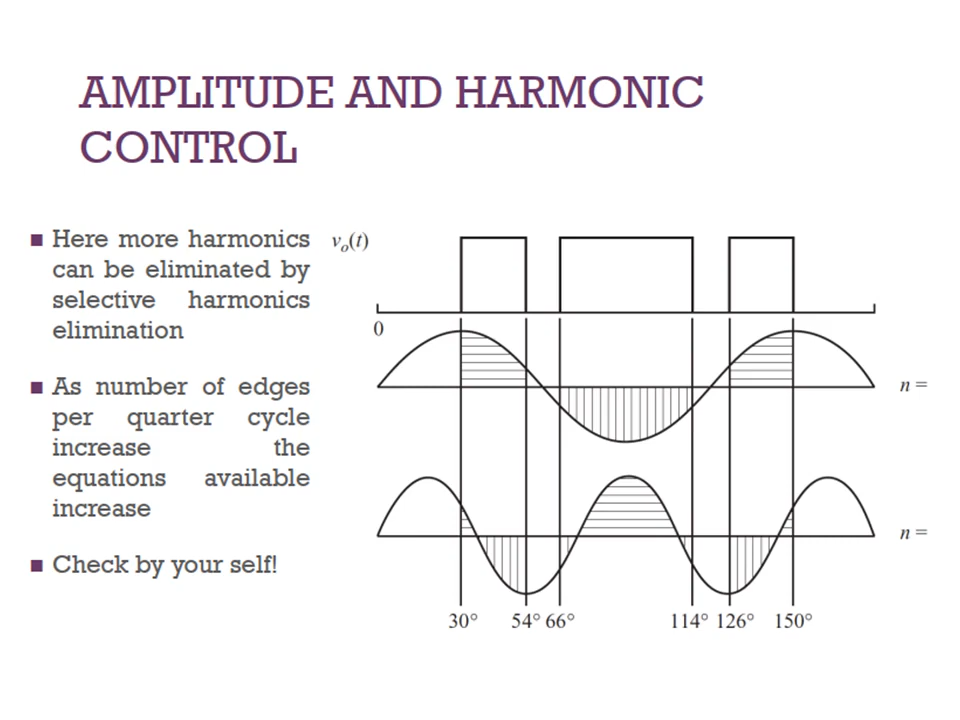 AMPLITUDE AND HARMONIC
CONTROL
■ Here more harmonics
can be eliminated by
selective harmonics
elimination
■ As number of edges
per quarter cycle
increase the
equations available
increase
■ Check by your self!
vo(t)
0
n =
n =
30° 54° 66° 114° 126° 150°